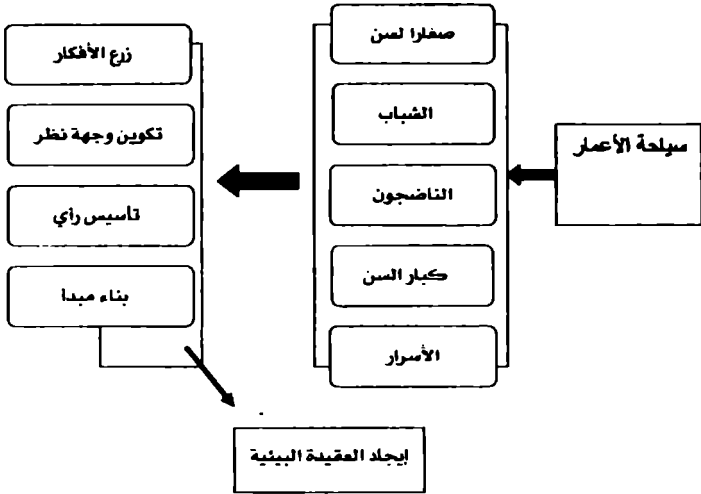 سياحة الأعمار
صغارا لسن
الشباب
الناضجون
كبار السن
الأسرار
زرع الأفكار
تكوين وجهة نظر
تأسيس رأي
بناء مبدا
إيجاد العقيدة البيئية